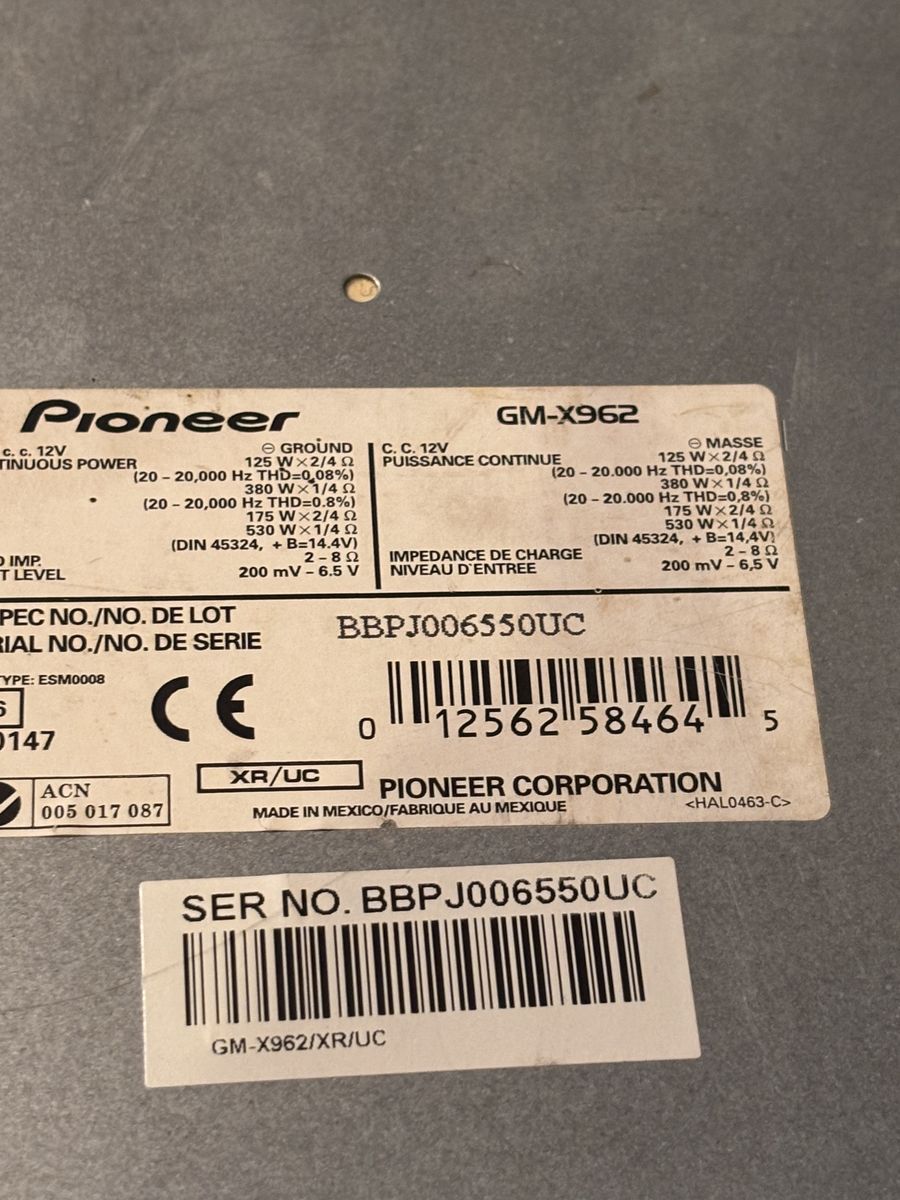 Pioneer GM-X962
c. c. 12V ⊖ GROUND
TINUOUS POWER 125 W×2/4 Ω
(20 – 20,000 Hz THD=0.08%)
380 W×1/4 Ω
(20 – 20,000 Hz THD=0.8%)
175 W×2/4 Ω
530 W×1/4 Ω
(DIN 45324, + B=14.4V)
IMP. 2 – 8 Ω
T LEVEL 200 mV – 6.5 V
C. C. 12V ⊖ MASSE
PUISSANCE CONTINUE 125 W×2/4 Ω
(20 – 20.000 Hz THD=0,08%)
380 W×1/4 Ω
(20 – 20.000 Hz THD=0,8%)
175 W×2/4 Ω
530 W×1/4 Ω
(DIN 45324, + B=14,4V)
IMPEDANCE DE CHARGE 2 – 8 Ω
NIVEAU D'ENTREE 200 mV – 6,5 V
PEC NO./NO. DE LOT
IAL NO./NO. DE SERIE BBPJ006550UC
YPE: ESM0008
CE
0147
0 12562 58464 5
XR/UC
ACN
005 017 087
PIONEER CORPORATION
MADE IN MEXICO/FABRIQUE AU MEXIQUE <HAL0463-C>
SER NO. BBPJ006550UC
GM-X962/XR/UC